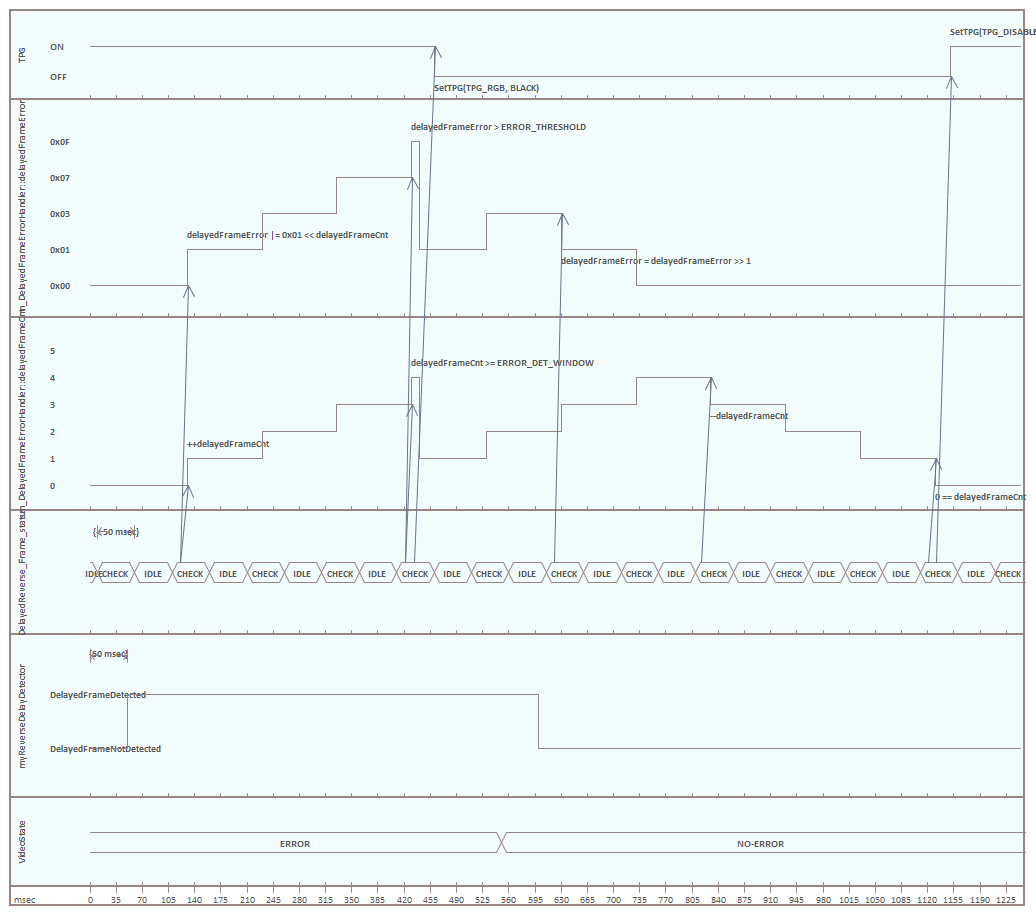 SetTPG(TPG_DISABLE
ON
TPG
OFF
SetTPG(TPG_RGB, BLACK)
delayedFrameError > ERROR_THRESHOLD
0x0F
0x07
0x03
delayedFrameError |= 0x01 << delayedFrameCnt
0x01
delayedFrameError = delayedFrameError >> 1
0x00
m_DelayedFrameErrorHandler::delayedFrameError
5
delayedFrameCnt >= ERROR_DET_WINDOW
4
3
--delayedFrameCnt
2
++delayedFrameCnt
1
0
0 == delayedFrameCnt
m_DelayedFrameErrorHandler::delayedFrameCnt
{<50 msec}
IDLE CHECK IDLE CHECK IDLE CHECK IDLE CHECK IDLE CHECK IDLE CHECK IDLE CHECK IDLE CHECK IDLE CHECK IDLE CHECK IDLE CHECK IDLE CHECK IDLE CHECK
DelayedReverse_Frame_status
{50 msec}
DelayedFrameDetected
myReverseDelayDetector
DelayedFrameNotDetected
VideoState
ERROR NO-ERROR
msec 0 35 70 105 140 175 210 245 280 315 350 385 420 455 490 525 560 595 630 665 700 735 770 805 840 875 910 945 980 1015 1050 1085 1120 1155 1190 1225